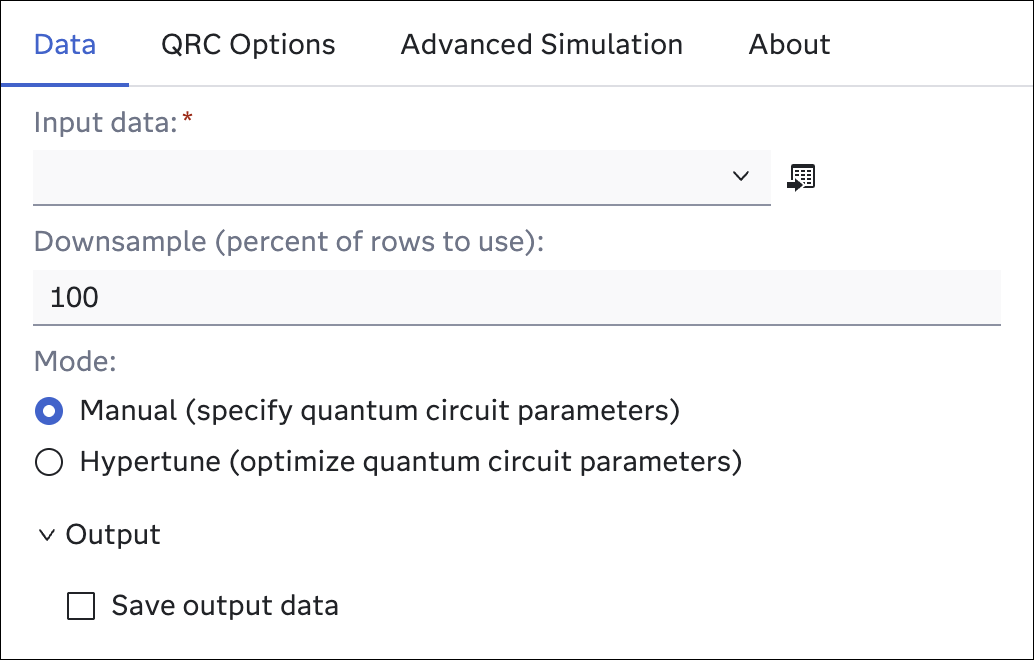 Data QRC Options Advanced Simulation About
Input data:*
Downsample (percent of rows to use):
100
Mode:
Manual (specify quantum circuit parameters)
Hypertune (optimize quantum circuit parameters)
Output
Save output data